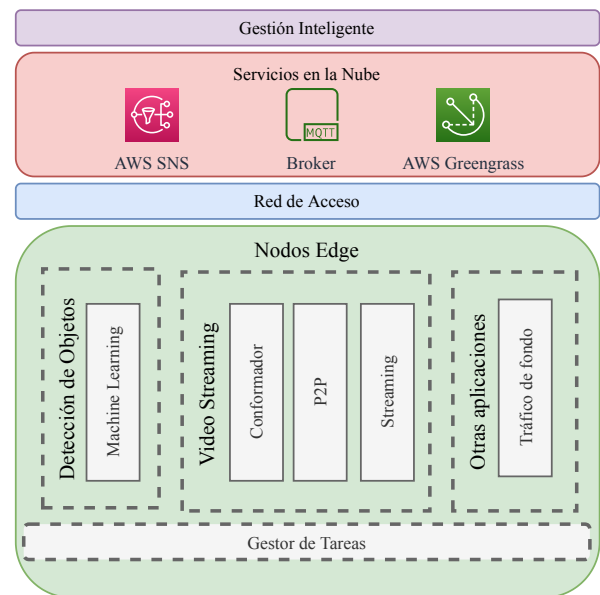 Gestión Inteligente
Servicios en la Nube
MQTT
AWS SNS
Broker
AWS Greengrass
Red de Acceso
Nodos Edge
Detección de Objetos
Machine Learning
Video Streaming
Conformador
P2P
Streaming
Otras aplicaciones
Tráfico de fondo
Gestor de Tareas